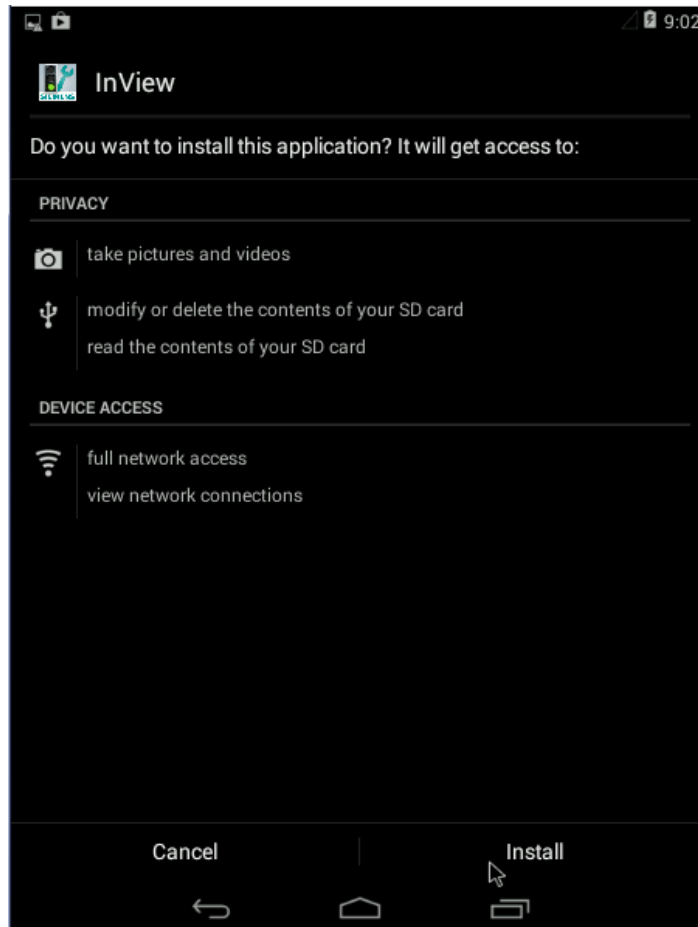 9:02
SIEMENS
InView
Do you want to install this application? It will get access to:
PRIVACY
take pictures and videos
modify or delete the contents of your SD card
read the contents of your SD card
DEVICE ACCESS
full network access
view network connections
Cancel
Install